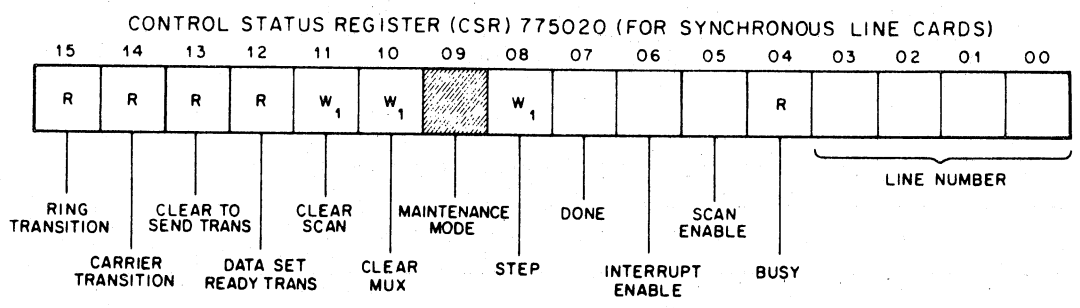 CONTROL STATUS REGISTER (CSR) 775020 (FOR SYNCHRONOUS LINE CARDS)
15 14 13 12 11 10 09 08 07 06 05 04 03 02 01 00
R R R R W1 W1 W1 R
RING TRANSITION
CARRIER TRANSITION
CLEAR TO SEND TRANS
DATA SET READY TRANS
CLEAR SCAN
CLEAR MUX
MAINTENANCE MODE
STEP
DONE
INTERRUPT ENABLE
SCAN ENABLE
BUSY
LINE NUMBER